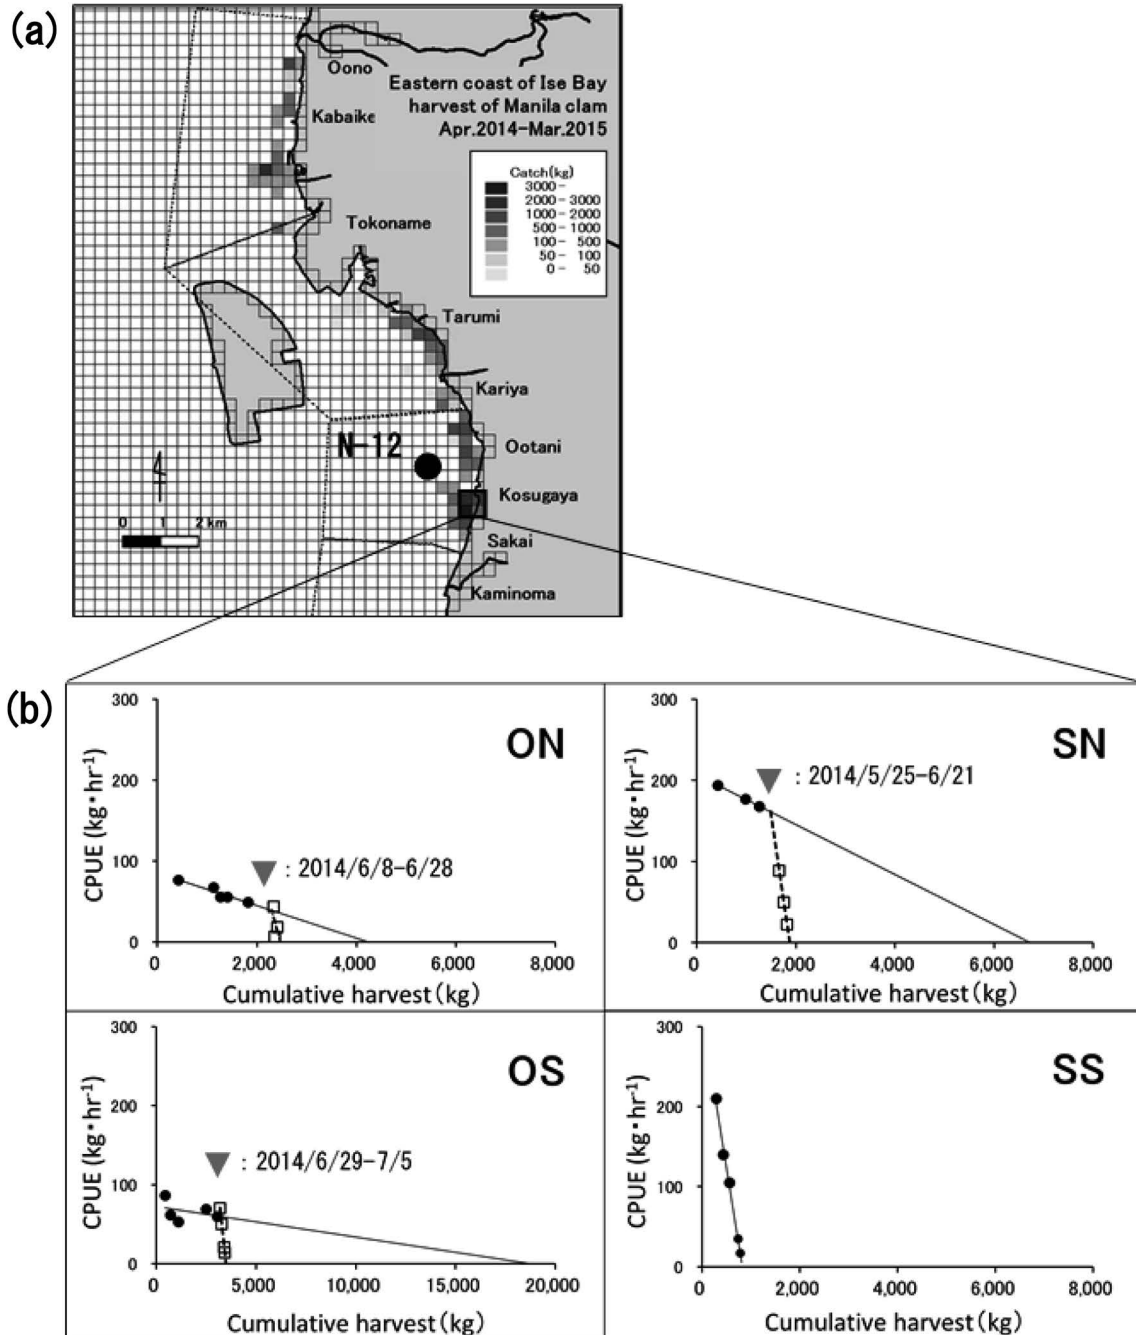 (a)
Oono
Eastern coast of Ise Bay
harvest of Manila clam
Apr.2014-Mar.2015
Kabaike
Catch(kg)
3000-
2000 - 3000
1000 - 2000
500 - 1000
100 - 500
50 - 100
0 - 50
Tokoname
Tarumi
Kariya
N-12
Ootani
Kosugaya
0 1 2 km
Sakai
Kaminoma
(b)
300
200
100
0
CPUE (kg・hr-1)
ON
: 2014/6/8-6/28
0 2,000 4,000 6,000 8,000
Cumulative harvest(kg)
300
200
100
0
CPUE (kg・hr-1)
SN
: 2014/5/25-6/21
0 2,000 4,000 6,000 8,000
Cumulative harvest(kg)
300
200
100
0
CPUE (kg・hr-1)
OS
: 2014/6/29-7/5
0 5,000 10,000 15,000 20,000
Cumulative harvest(kg)
300
200
100
0
CPUE (kg・hr-1)
SS
0 2,000 4,000 6,000 8,000
Cumulative harvest(kg)